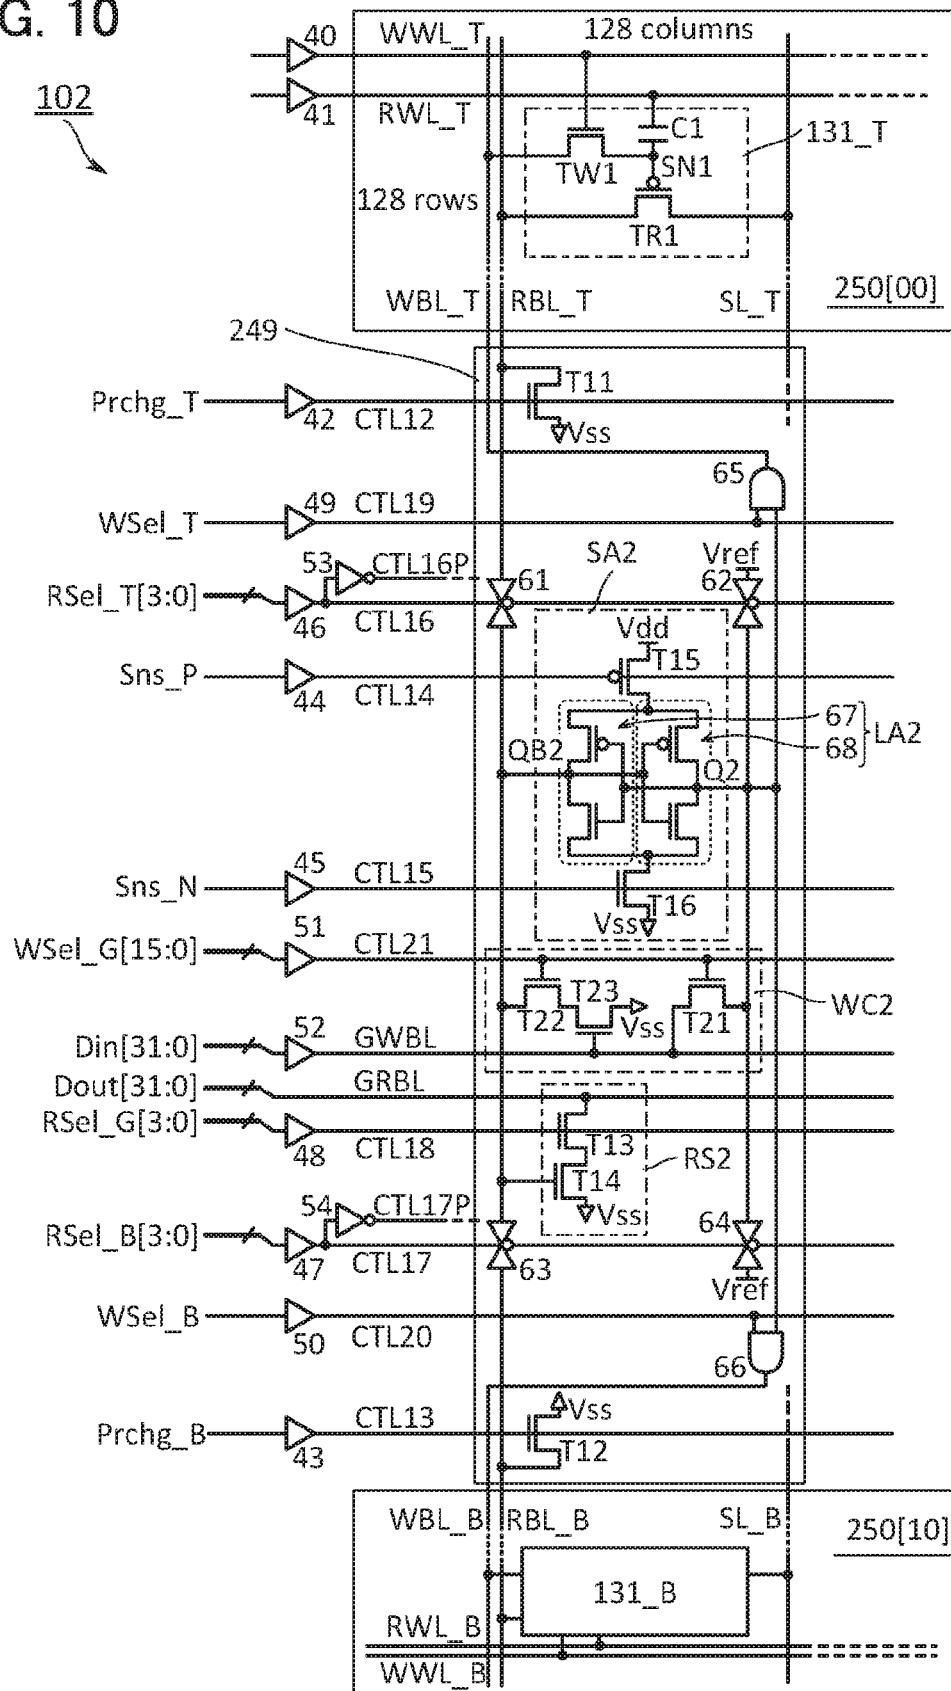 G. 10
102
40
WWL_T
128 columns
41
RWL_T
C1
131_T
TW1
SN1
128 rows
TR1
WBL_T
RBL_T
SL_T
250[00]
249
T11
Prchg_T
42
CTL12
Vss
65
WSel_T
49
CTL19
SA2
Vref
53
CTL16P
61
62
RSel_T[3:0]
46
CTL16
Vdd
Sns_P
44
CTL14
T15
67
68
LA2
QB2
Q2
45
Sns_N
CTL15
T16
Vss
51
WSel_G[15:0]
CTL21
T22
T23
Vss
T21
WC2
52
Din[31:0]
GWBL
Dout[31:0]
GRBL
RSel_G[3:0]
48
CTL18
T13
RS2
T14
Vss
54
CTL17P
64
RSel_B[3:0]
47
CTL17
63
Vref
WSel_B
50
CTL20
66
Vss
CTL13
Prchg_B
43
T12
WBL_B
RBL_B
SL_B
250[10]
131_B
RWL_B
WWL_B